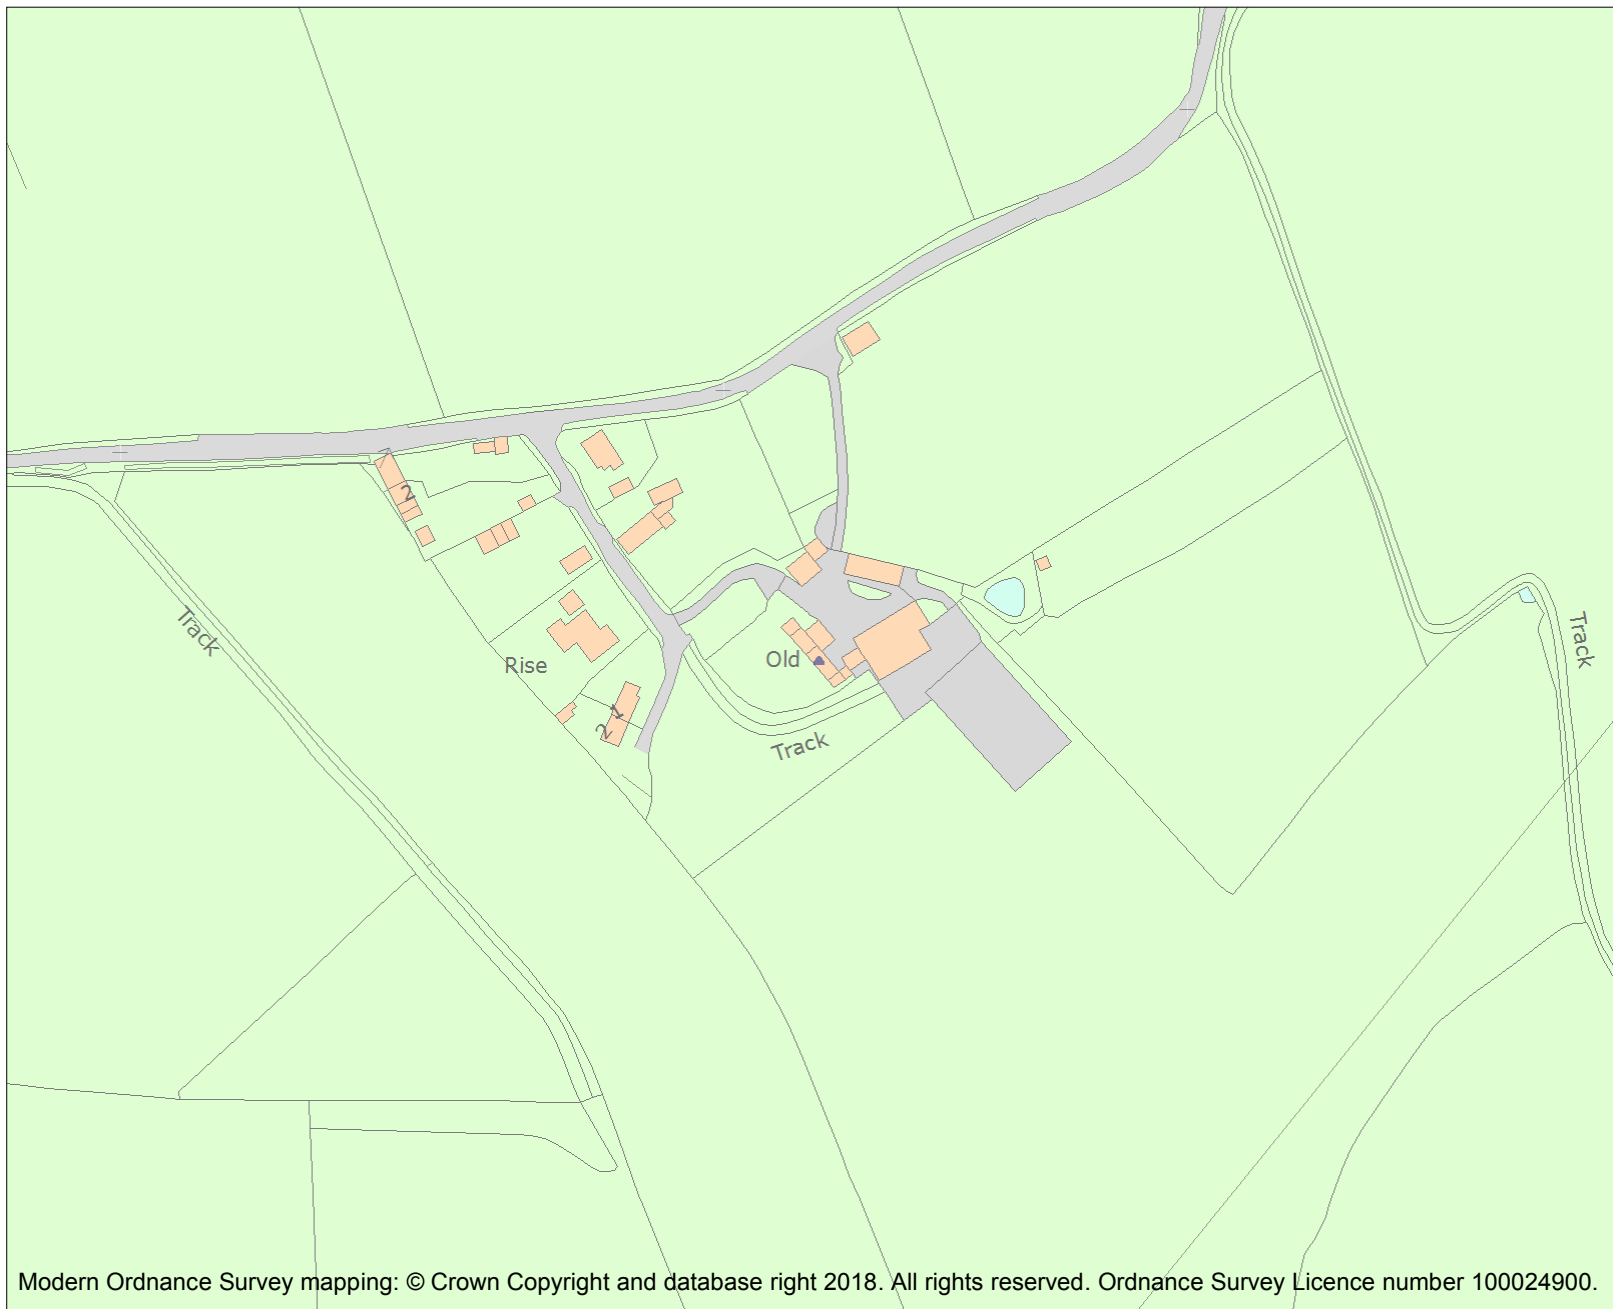 2
Track
Rise
Old
Track
1
2
Track
Modern Ordnance Survey mapping: © Crown Copyright and database right 2018. All rights reserved. Ordnance Survey Licence number 100024900.